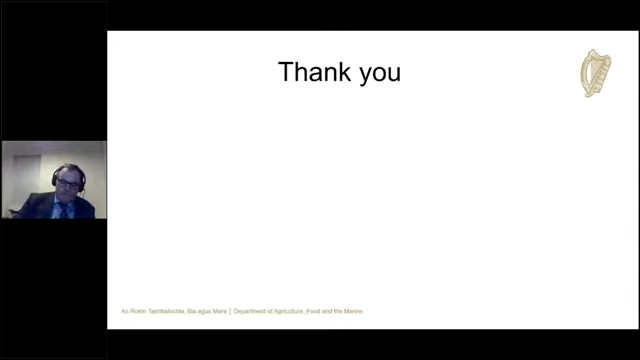 Thank you
An Roinn Talmhaíochta, Bia agus Mara | Department of Agriculture, Food and the Marine